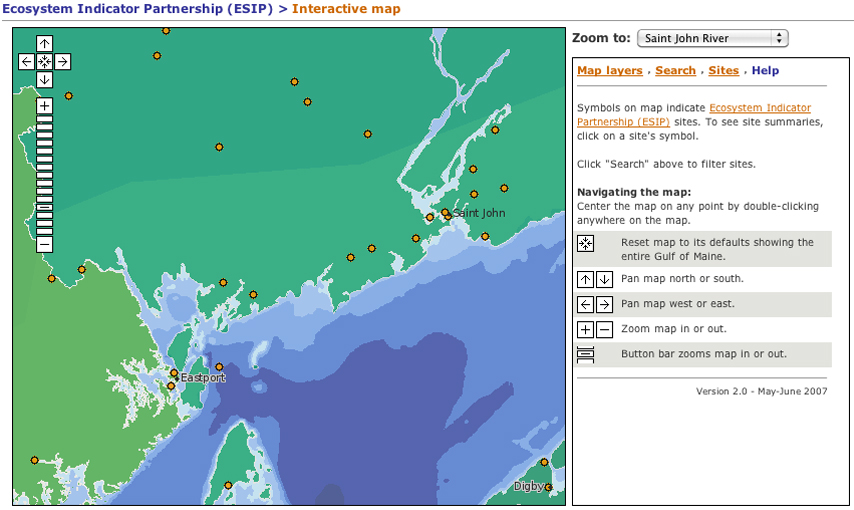 Ecosystem Indicator Partnership (ESIP) > Interactive map
Zoom to: Saint John River
Map layers . Search . Sites . Help
Symbols on map indicate Ecosystem Indicator
Partnership (ESIP) sites. To see site summaries,
click on a site's symbol.
Click "Search" above to filter sites.
Navigating the map:
Center the map on any point by double-clicking
anywhere on the map.
Reset map to its defaults showing the
entire Gulf of Maine.
Pan map north or south.
Pan map west or east.
Zoom map in or out.
Button bar zooms map in or out.
Version 2.0 - May-June 2007
Saint John
Eastport
Digby